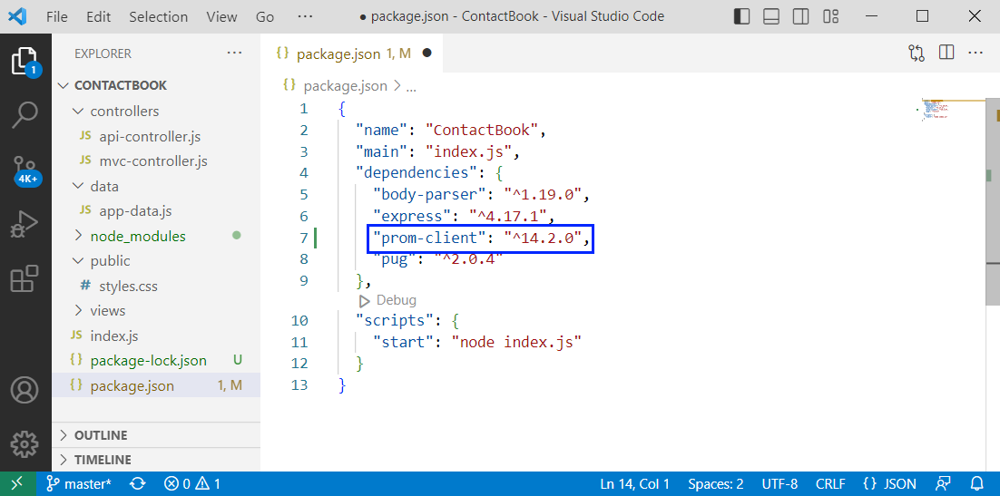 File Edit Selection View Go ··· ● package.json - ContactBook - Visual Studio Code
EXPLORER ···
1
4K+
CONTACTBOOK
controllers
JS api-controller.js
JS mvc-controller.js
data
JS app-data.js
node_modules
public
# styles.css
views
JS index.js
{} package-lock.json U
{} package.json 1, M
OUTLINE
TIMELINE
{} package.json 1, M ●
{} package.json > ...
1 {
2 "name": "ContactBook",
3 "main": "index.js",
4 "dependencies": {
5 "body-parser": "^1.19.0",
6 "express": "^4.17.1",
7 "prom-client": "^14.2.0",
8 "pug": "^2.0.4"
9 },
Debug
10 "scripts": {
11 "start": "node index.js"
12 }
13 }
master* 0 1 Ln 14, Col 1 Spaces: 2 UTF-8 CRLF {} JSON